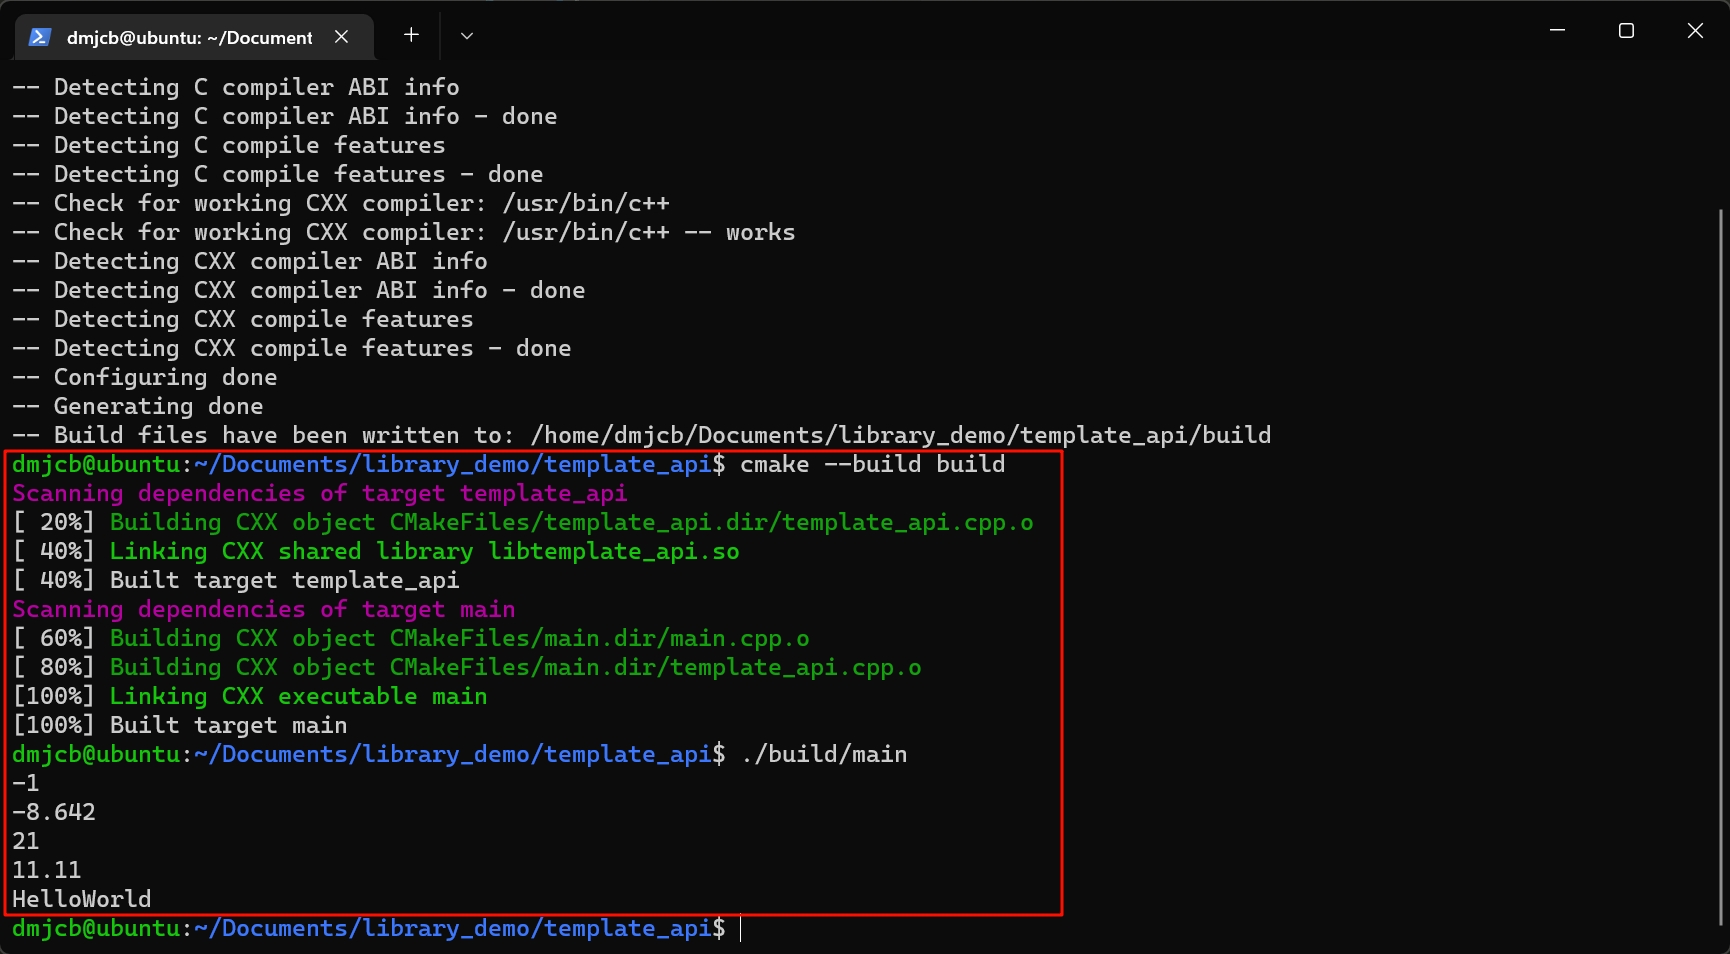 dmjcb@ubuntu: ~/Document
-- Detecting C compiler ABI info
-- Detecting C compiler ABI info - done
-- Detecting C compile features
-- Detecting C compile features - done
-- Check for working CXX compiler: /usr/bin/c++
-- Check for working CXX compiler: /usr/bin/c++ -- works
-- Detecting CXX compiler ABI info
-- Detecting CXX compiler ABI info - done
-- Detecting CXX compile features
-- Detecting CXX compile features - done
-- Configuring done
-- Generating done
-- Build files have been written to: /home/dmjcb/Documents/library_demo/template_api/build
dmjcb@ubuntu:~/Documents/library_demo/template_api$ cmake --build build
Scanning dependencies of target template_api
[ 20%] Building CXX object CMakeFiles/template_api.dir/template_api.cpp.o
[ 40%] Linking CXX shared library libtemplate_api.so
[ 40%] Built target template_api
Scanning dependencies of target main
[ 60%] Building CXX object CMakeFiles/main.dir/main.cpp.o
[ 80%] Building CXX object CMakeFiles/main.dir/template_api.cpp.o
[100%] Linking CXX executable main
[100%] Built target main
dmjcb@ubuntu:~/Documents/library_demo/template_api$ ./build/main
-1
-8.642
21
11.11
HelloWorld
dmjcb@ubuntu:~/Documents/library_demo/template_api$